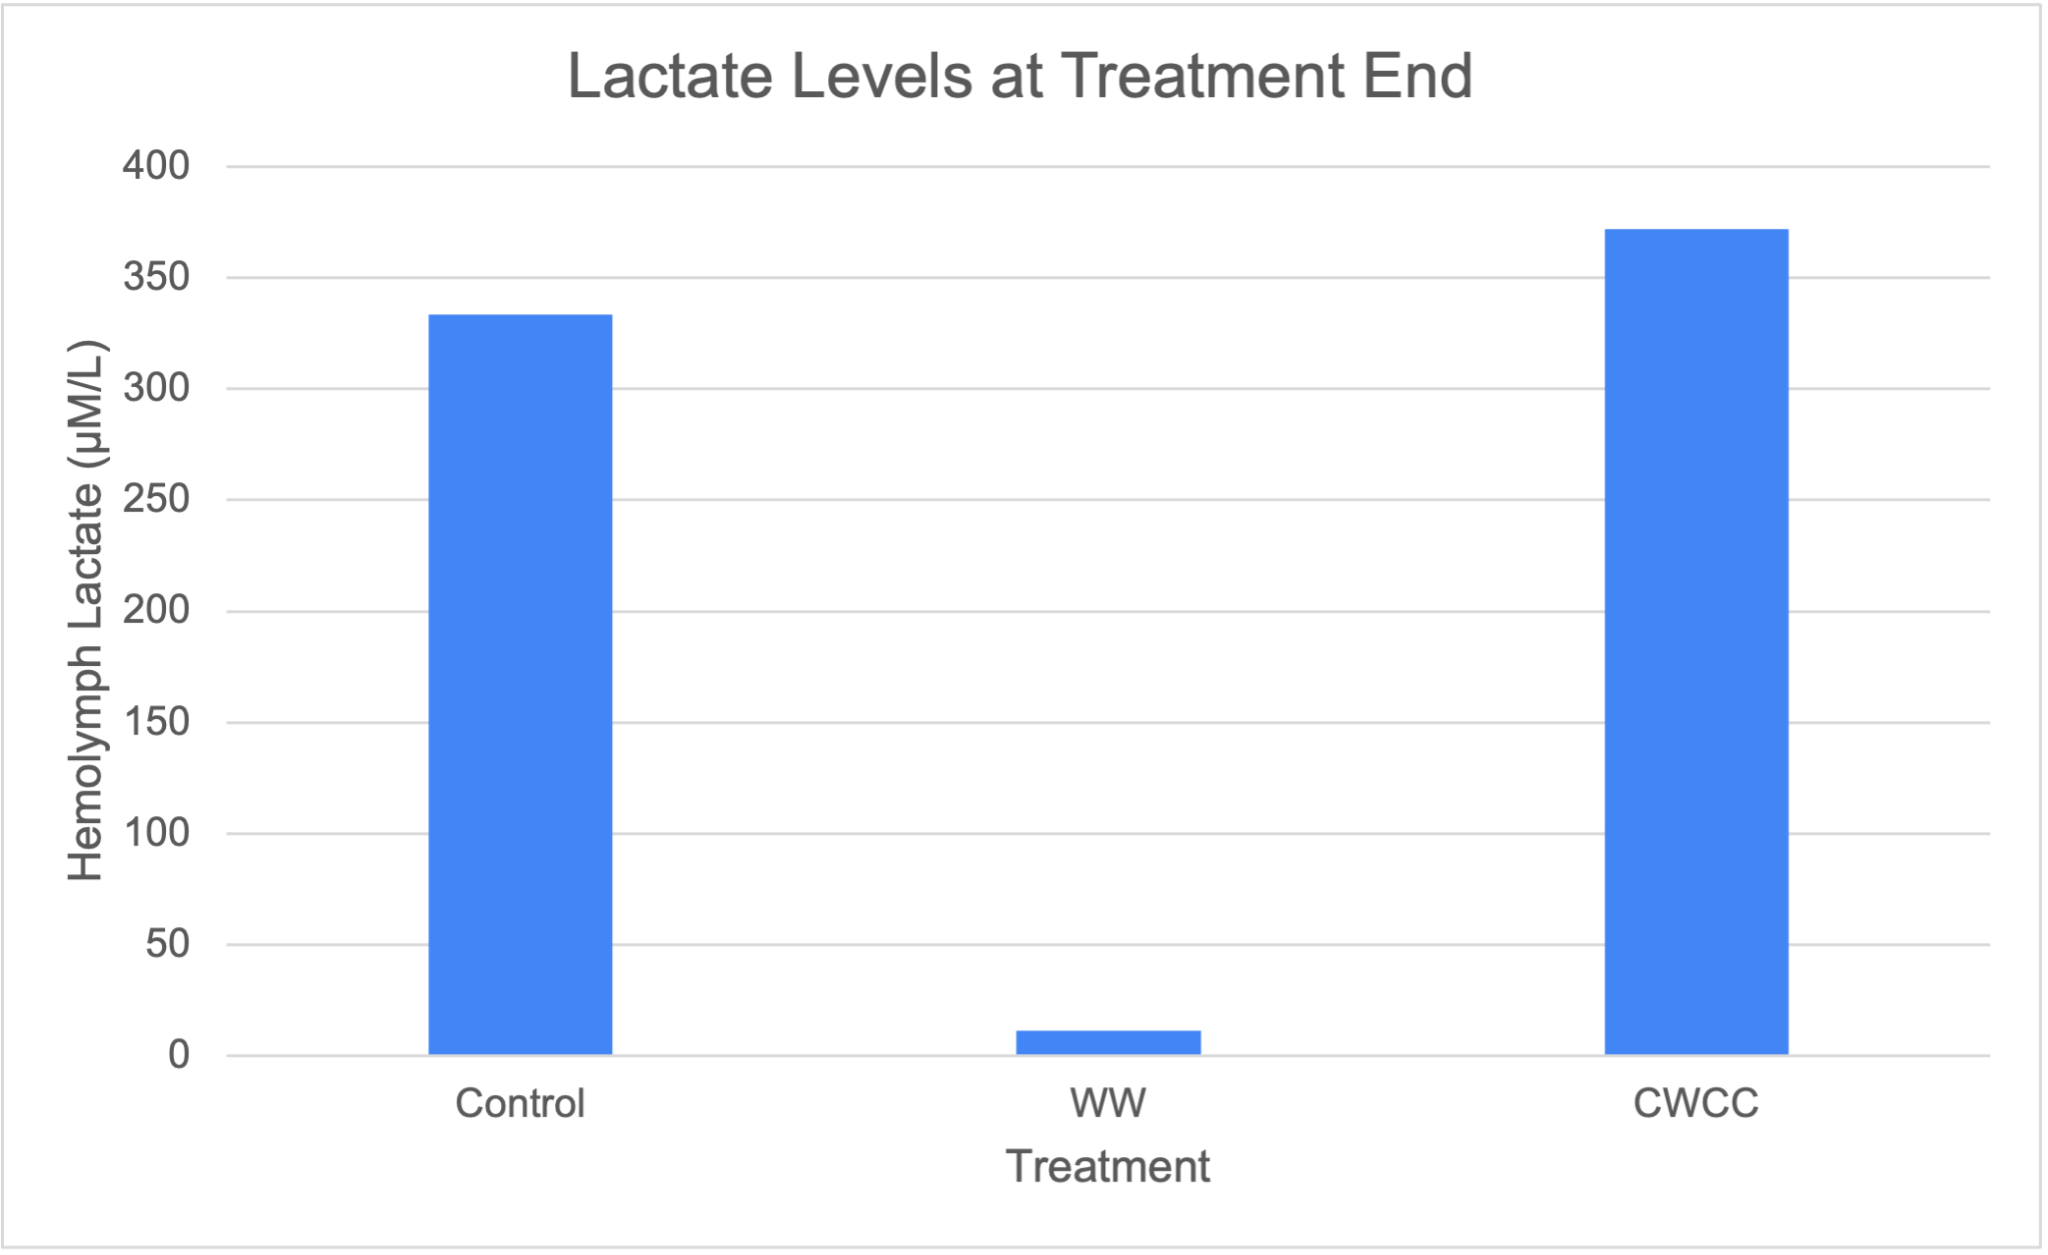 Lactate Levels at Treatment End
Hemolymph Lactate (µM/L)
400
350
300
250
200
150
100
50
0
Control
WW
CWCC
Treatment